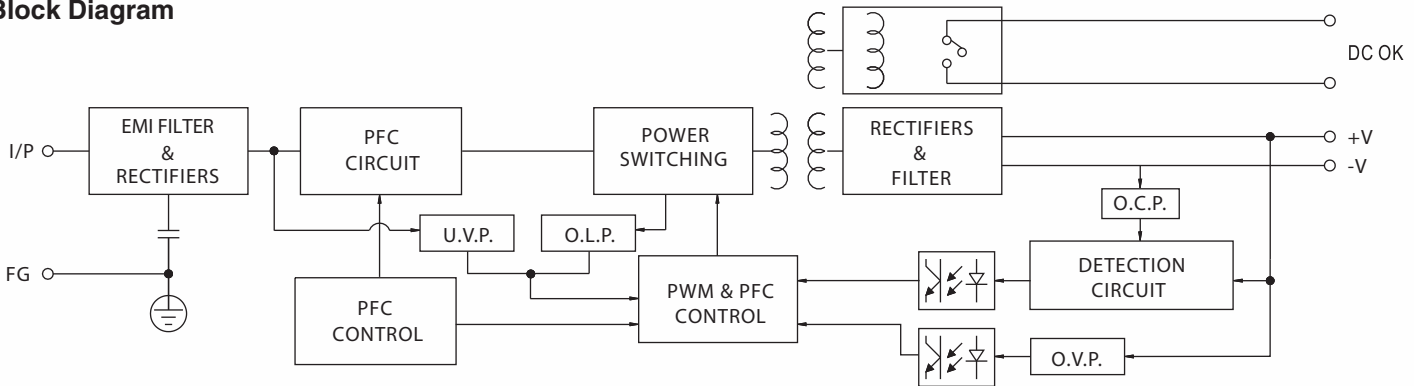 Block Diagram
DC OK
I/P
EMI FILTER
&
RECTIFIERS
PFC
CIRCUIT
POWER
SWITCHING
RECTIFIERS
&
FILTER
+V
-V
O.C.P.
U.V.P.
O.L.P.
FG
PFC
CONTROL
PWM & PFC
CONTROL
DETECTION
CIRCUIT
O.V.P.